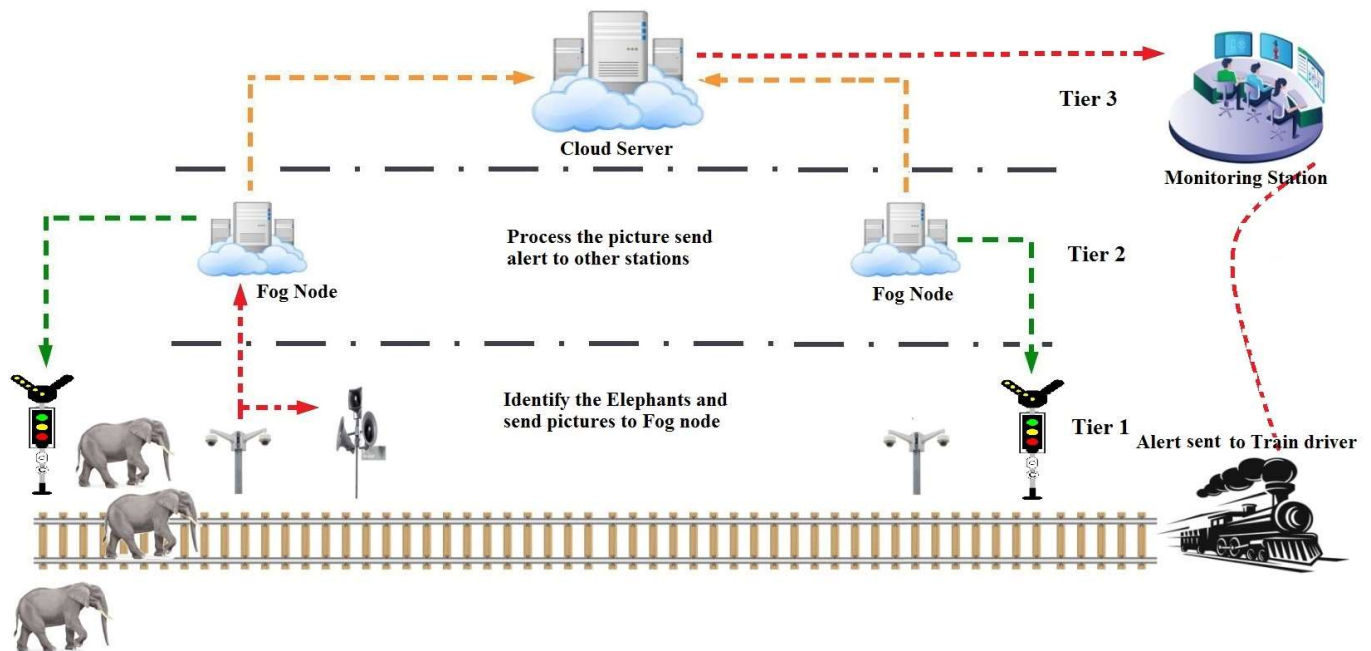 Tier 3
Cloud Server
Monitoring Station
Process the picture send
alert to other stations
Tier 2
Fog Node
Fog Node
Identify the Elephants and
send pictures to Fog node
Tier 1
Alert sent to Train driver